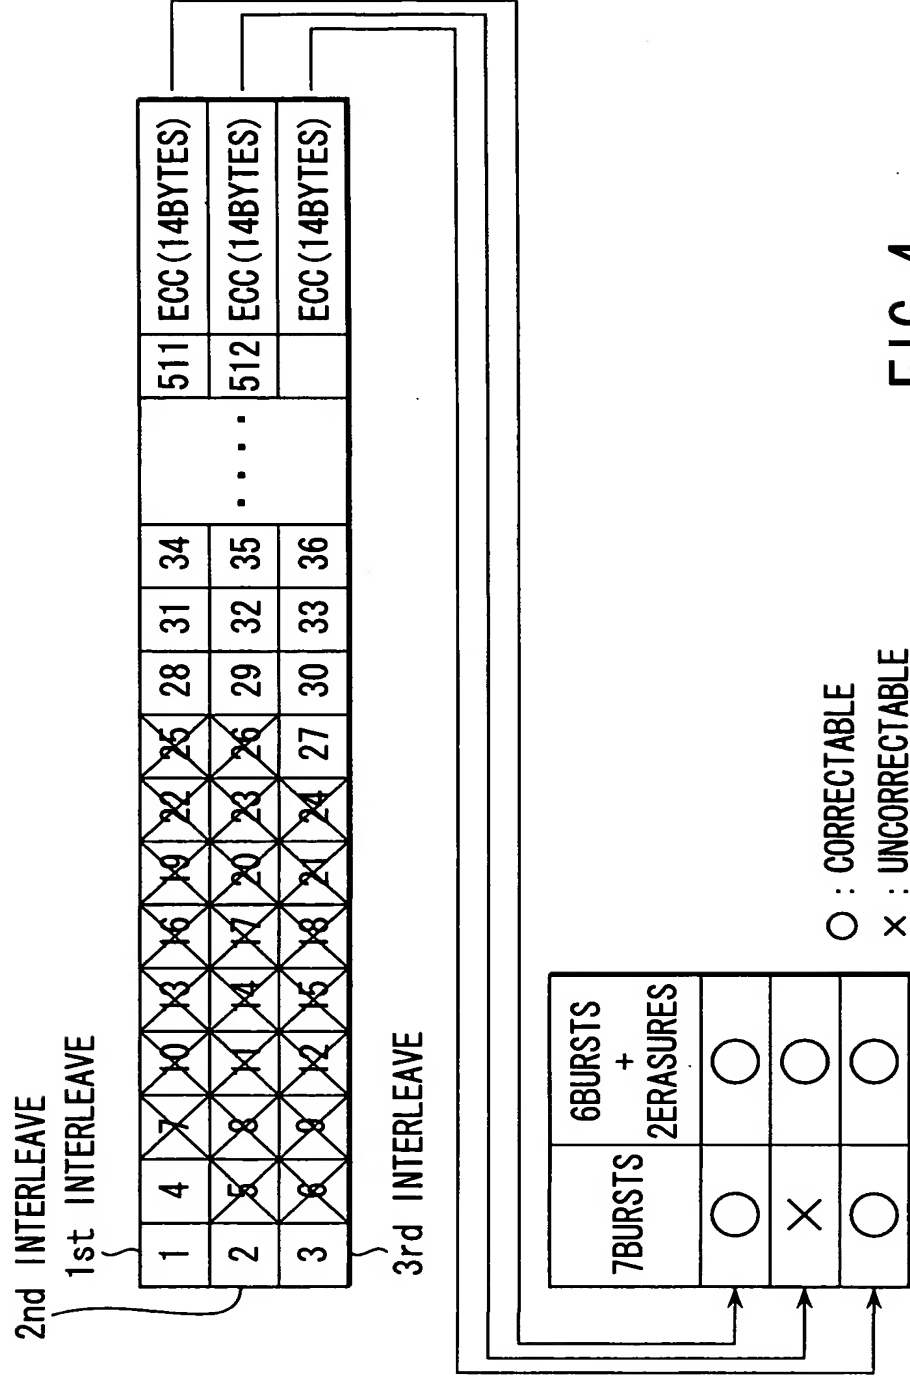 2nd INTERLEAVE
1st INTERLEAVE
1 4 7 10 13 16 19 22 25 28 31 34 511 ECC(14BYTES)
2 5 8 11 14 17 20 23 26 29 32 35 .... 512 ECC(14BYTES)
3 6 9 12 15 18 21 24 27 30 33 36 ECC(14BYTES)
3rd INTERLEAVE
7BURSTS
6BURSTS
+
2ERASURES
○ ○
× ○
○ ○
○ : CORRECTABLE
× : UNCORRECTABLE